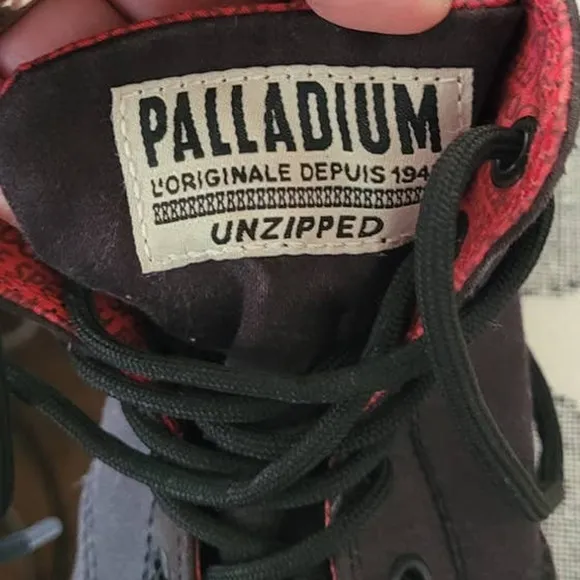 PALLADIUM
L'ORIGINALE DEPUIS 194
UNZIPPED